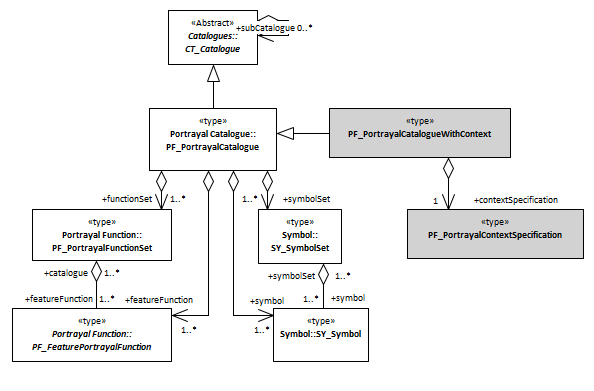 «Abstract»
Catalogues::
CT_Catalogue
+subCatalogue 0..*
«type»
Portrayal Catalogue::
PF_PortrayalCatalogue
«type»
PF_PortrayalCatalogueWithContext
+functionSet 1..*
1..* +symbolSet
1 +contextSpecification
«type»
Portrayal Function::
PF_PortrayalFunctionSet
«type»
Symbol::
SY_SymbolSet
«type»
PF_PortrayalContextSpecification
+catalogue 1..*
+symbolSet 1..*
+featureFunction 1..*
+featureFunction
1..*
+symbol
1..*
1..* +symbol
«type»
Portrayal Function::
PF_FeaturePortrayalFunction
«type»
Symbol::SY_Symbol